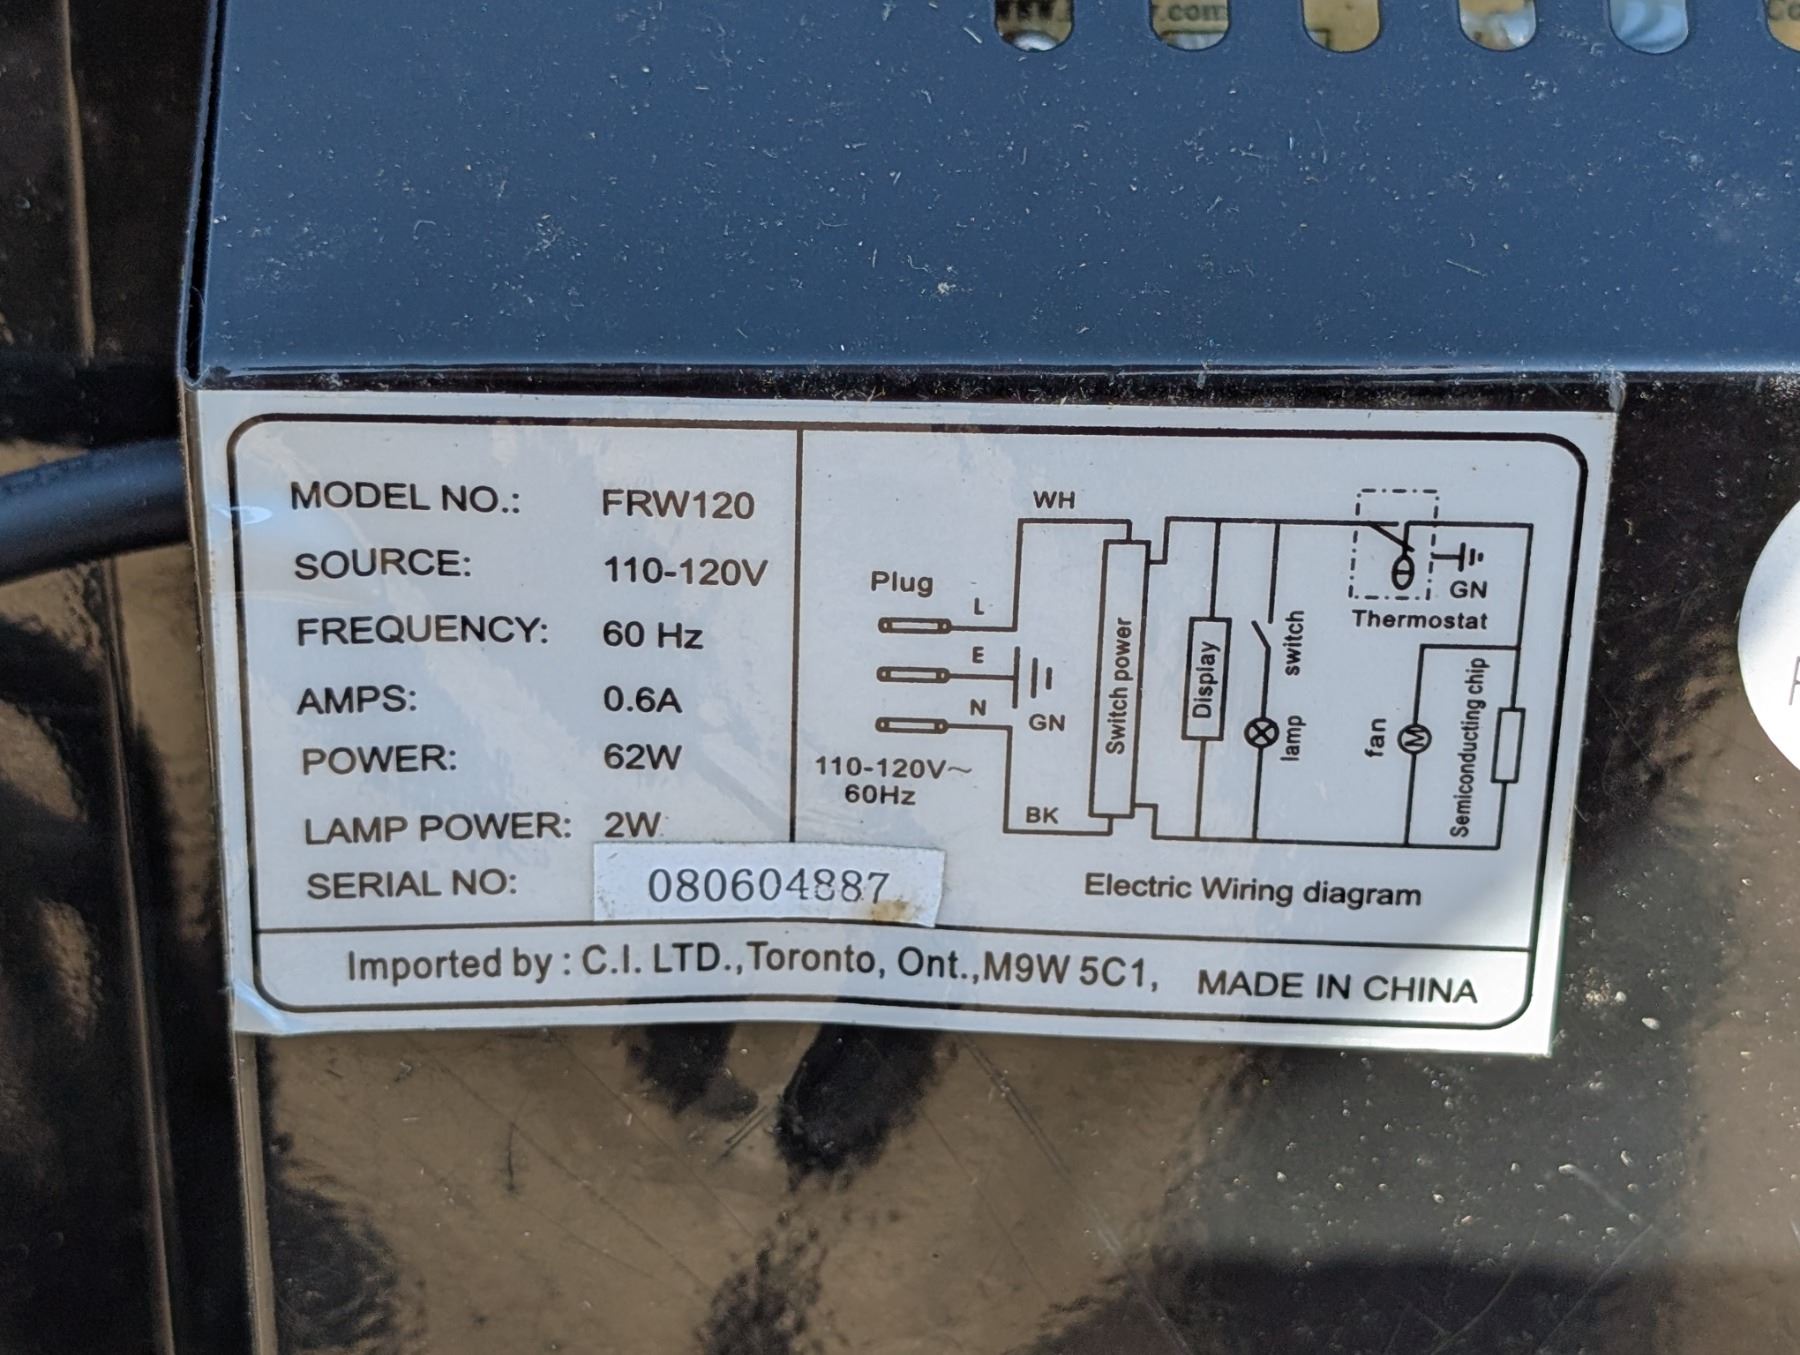 .com
MODEL NO.: FRW120
SOURCE: 110-120V
FREQUENCY: 60 Hz
AMPS: 0.6A
POWER: 62W
LAMP POWER: 2W
SERIAL NO: 080604887
Plug
L
E
N
GN
110-120V~
60Hz
WH
BK
Switch power
Display
switch
lamp
Thermostat
GN
fan
M
Semiconducting chip
Electric Wiring diagram
Imported by : C.I. LTD.,Toronto, Ont.,M9W 5C1, MADE IN CHINA